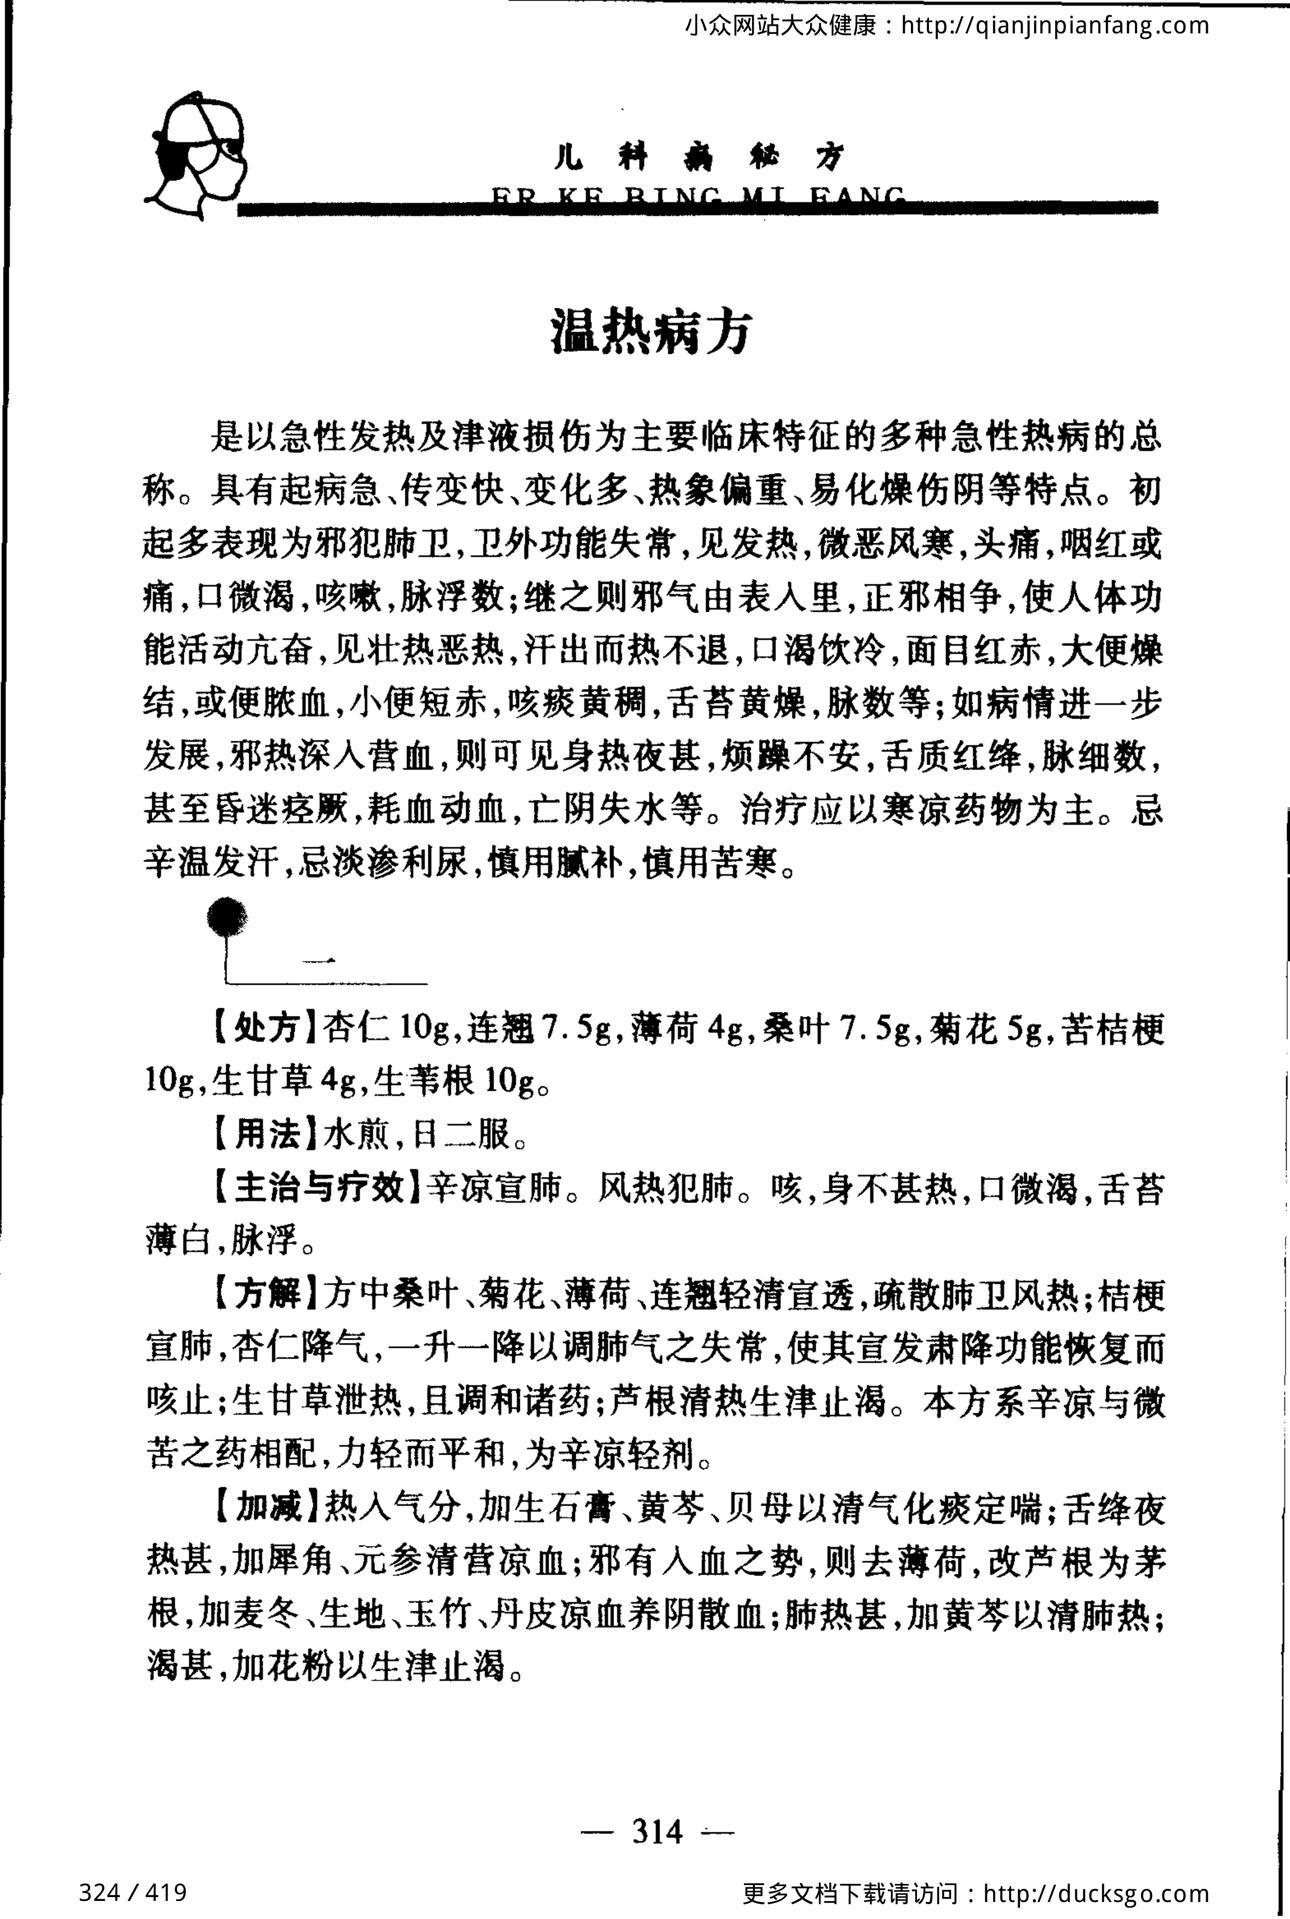 小众网站大众健康：http://qianjinpianfang.com
儿科病秘方
ER KE BING MI FANG
温热病方
是以急性发热及津液损伤为主要临床特征的多种急性热病的总
称。具有起病急、传变快、变化多、热象偏重、易化燥伤阴等特点。初
起多表现为邪犯肺卫,卫外功能失常,见发热,微恶风寒,头痛,咽红或
痛,口微渴,咳嗽,脉浮数;继之则邪气由表入里,正邪相争,使人体功
能活动亢奋,见壮热恶热,汗出而热不退,口渴饮冷,面目红赤,大便燥
结,或便脓血,小便短赤,咳痰黄稠,舌苔黄燥,脉数等;如病情进一步
发展,邪热深入营血,则可见身热夜甚,烦躁不安,舌质红绛,脉细数,
甚至昏迷痉厥,耗血动血,亡阴失水等。治疗应以寒凉药物为主。忌
辛温发汗,忌淡渗利尿,慎用腻补,慎用苦寒。
一
【处方】杏仁 10g,连翘 7.5g,薄荷 4g,桑叶 7.5g,菊花 5g,苦桔梗
10g,生甘草 4g,生苇根 10g。
【用法】水煎,日二服。
【主治与疗效】辛凉宣肺。风热犯肺。咳,身不甚热,口微渴,舌苔
薄白,脉浮。
【方解】方中桑叶、菊花、薄荷、连翘轻清宣透,疏散肺卫风热;桔梗
宣肺,杏仁降气,一升一降以调肺气之失常,使其宣发肃降功能恢复而
咳止;生甘草泄热,且调和诸药;芦根清热生津止渴。本方系辛凉与微
苦之药相配,力轻而平和,为辛凉轻剂。
【加减】热入气分,加生石膏、黄芩、贝母以清气化痰定喘;舌绛夜
热甚,加犀角、元参清营凉血;邪有入血之势,则去薄荷,改芦根为茅
根,加麦冬、生地、玉竹、丹皮凉血养阴散血;肺热甚,加黄芩以清肺热;
渴甚,加花粉以生津止渴。
— 314 —
324 / 419
更多文档下载请访问：http://ducksgo.com